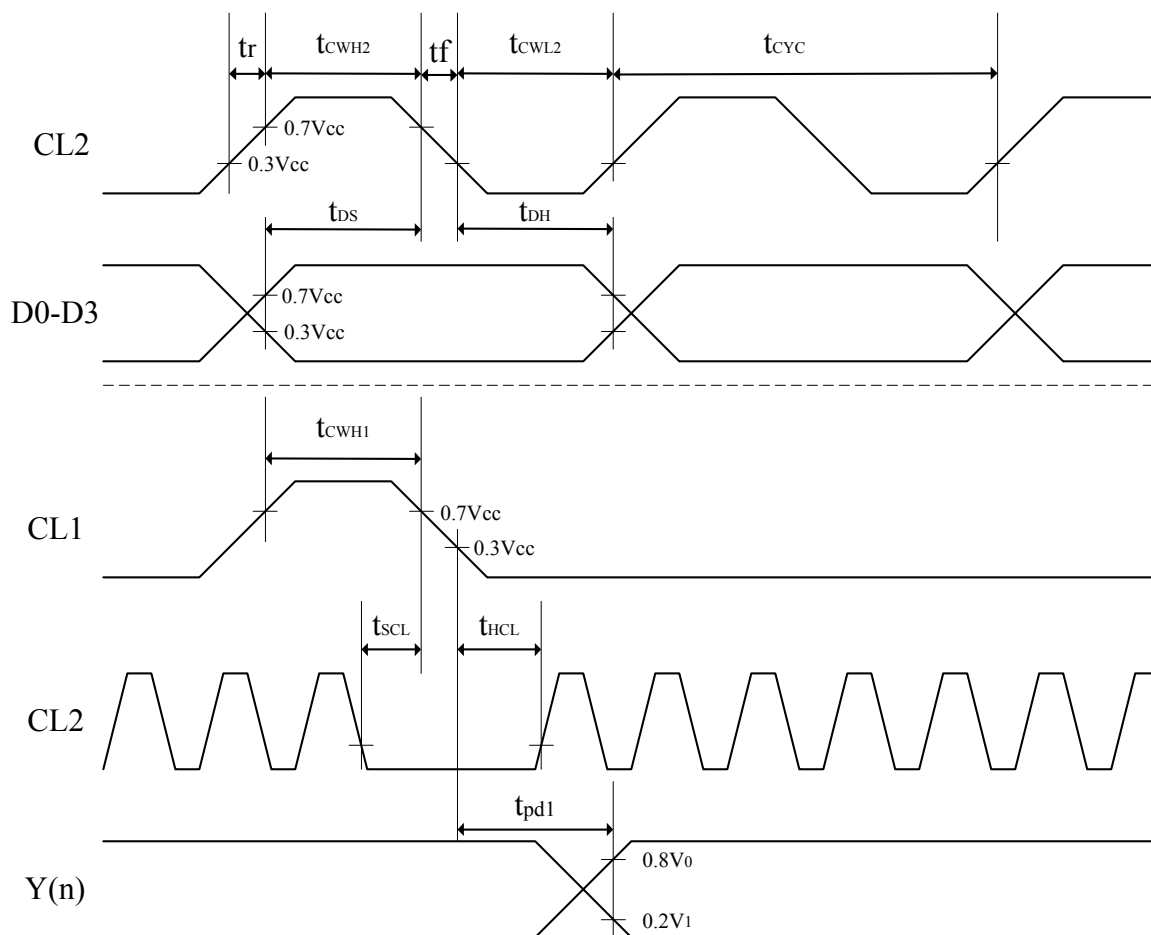 tr tCWH2 tf tCWL2 tCYC
CL2
0.7Vcc
0.3Vcc
tDS tDH
D0-D3
0.7Vcc
0.3Vcc
tCWH1
CL1
0.7Vcc
0.3Vcc
tSCL tHCL
CL2
tpd1
Y(n)
0.8V0
0.2V1